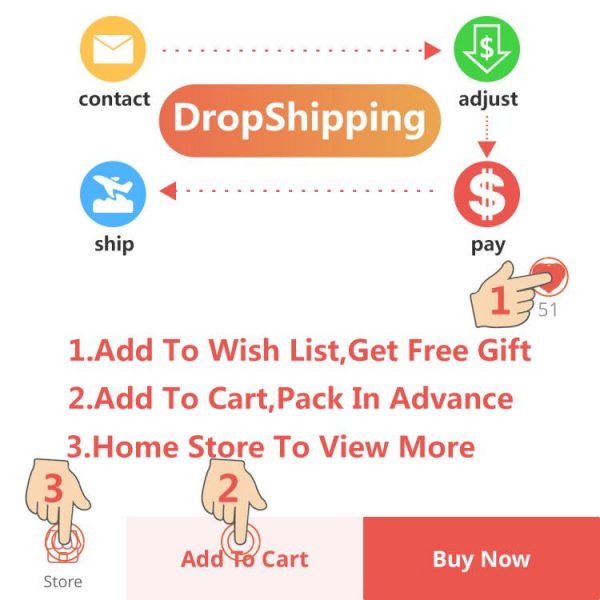 contact
adjust
DropShipping
ship
pay
1
51
1.Add To Wish List,Get Free Gift
2.Add To Cart,Pack In Advance
3.Home Store To View More
3
2
Store
Add To Cart
Buy Now